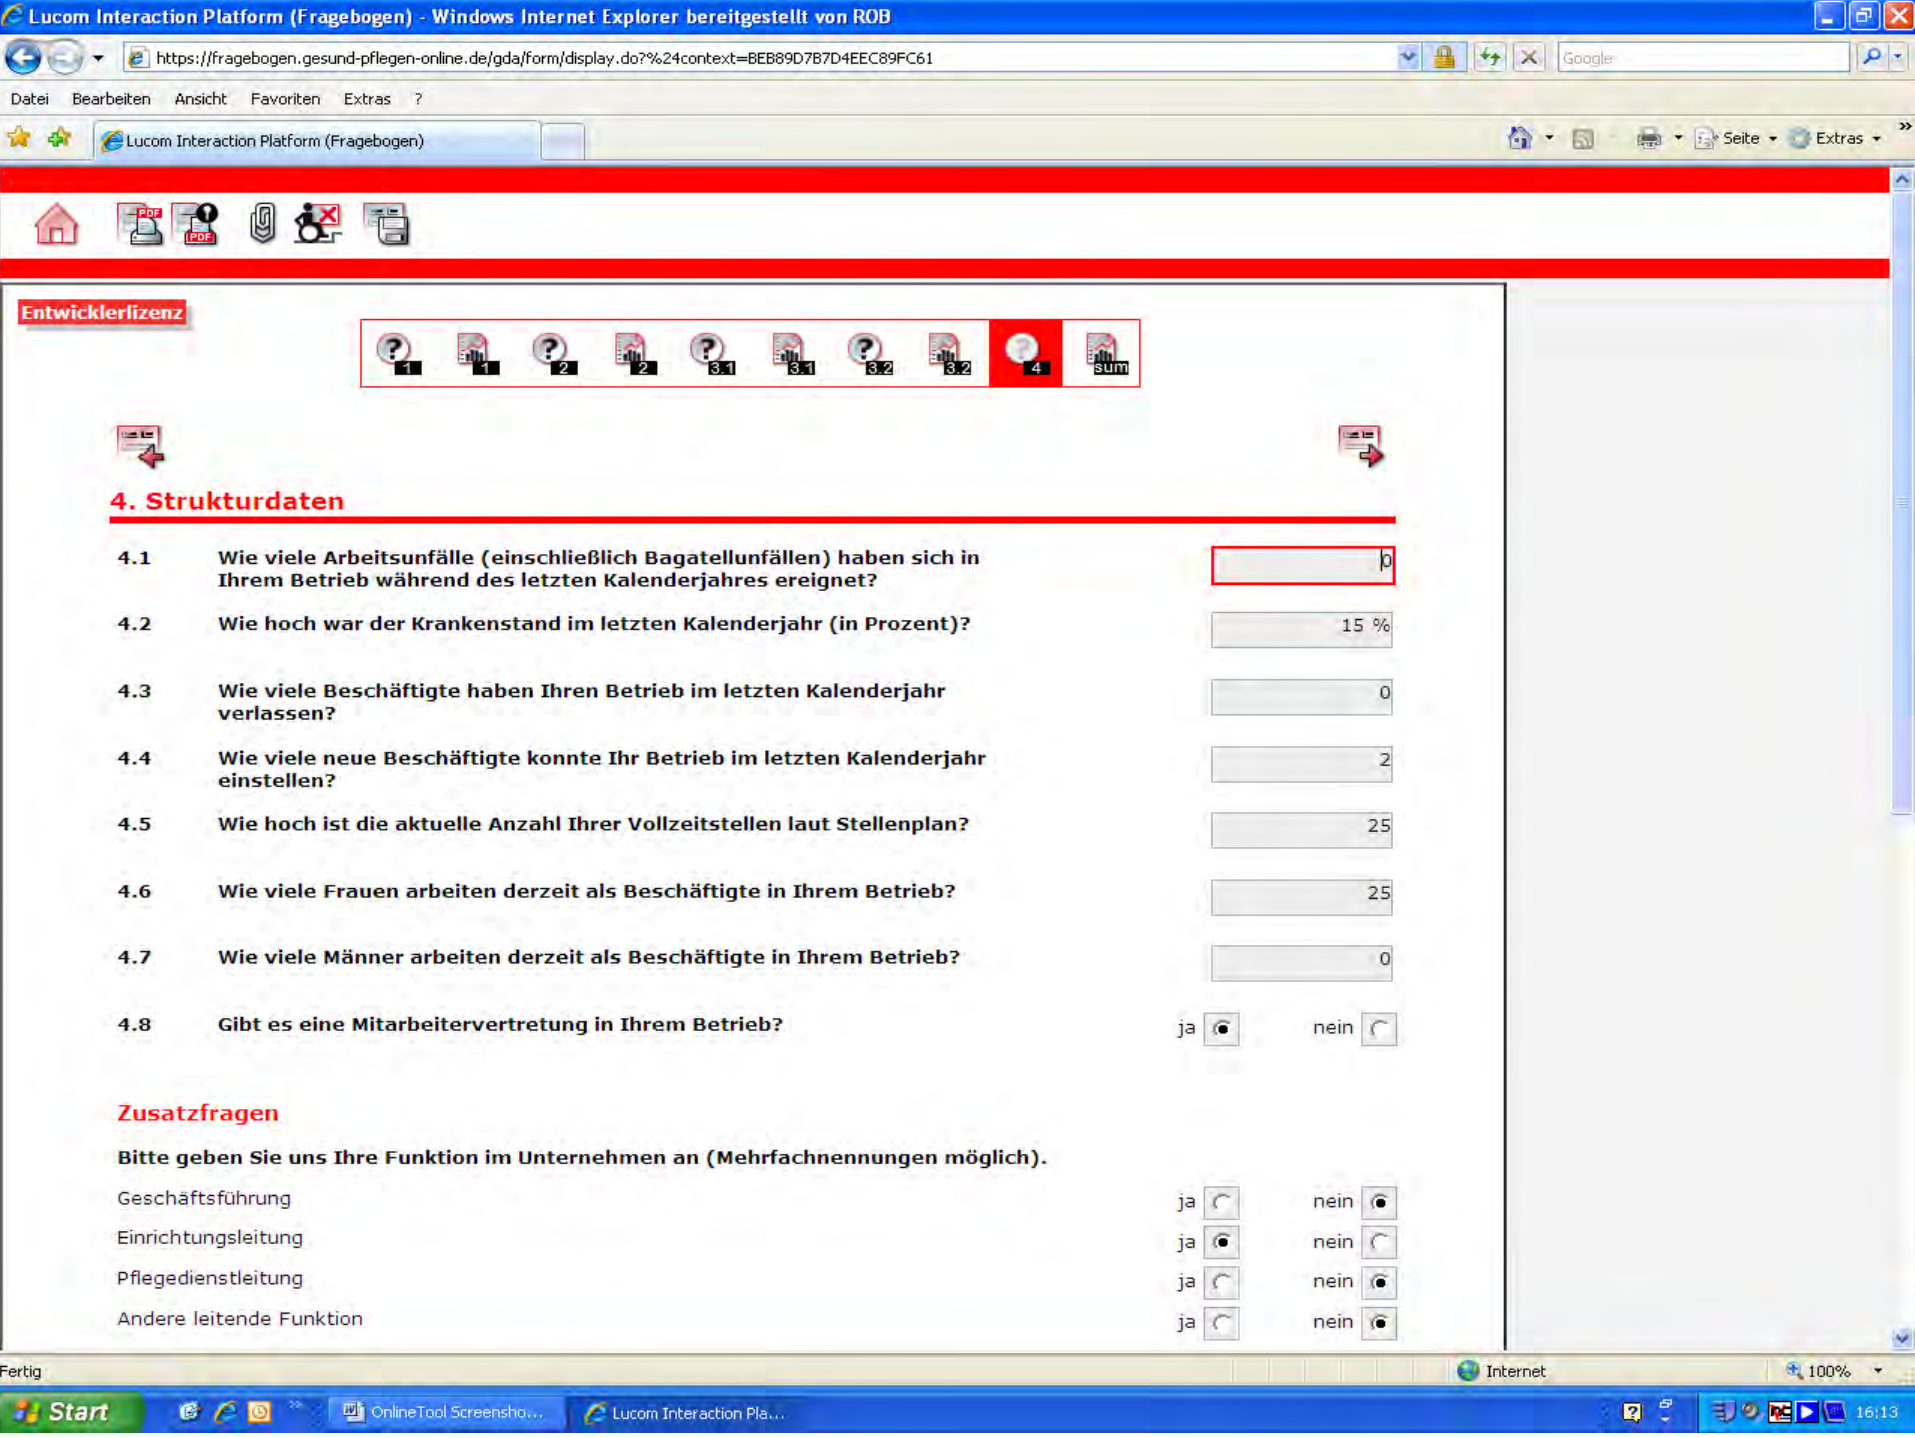 Lucom Interaction Platform (Fragebogen) - Windows Internet Explorer bereitgestellt von ROB
https://fragebogen.gesund-pflegen-online.de/gda/form/display.do?%24context=BEB89D7B7D4EEC89FC61
Google
Datei Bearbeiten Ansicht Favoriten Extras ?
Lucom Interaction Platform (Fragebogen)
Seite Extras »
PDF PDF
Entwicklerlizenz
? 1 1 ? 2 2 ? 3.1 3.1 ? 3.2 3.2 ? 4 sum
4. Strukturdaten
4.1 Wie viele Arbeitsunfälle (einschließlich Bagatellunfällen) haben sich in
Ihrem Betrieb während des letzten Kalenderjahres ereignet?
0
4.2 Wie hoch war der Krankenstand im letzten Kalenderjahr (in Prozent)? 15 %
4.3 Wie viele Beschäftigte haben Ihren Betrieb im letzten Kalenderjahr
verlassen?
0
4.4 Wie viele neue Beschäftigte konnte Ihr Betrieb im letzten Kalenderjahr
einstellen?
2
4.5 Wie hoch ist die aktuelle Anzahl Ihrer Vollzeitstellen laut Stellenplan? 25
4.6 Wie viele Frauen arbeiten derzeit als Beschäftigte in Ihrem Betrieb? 25
4.7 Wie viele Männer arbeiten derzeit als Beschäftigte in Ihrem Betrieb? 0
4.8 Gibt es eine Mitarbeitervertretung in Ihrem Betrieb? ja nein
Zusatzfragen
Bitte geben Sie uns Ihre Funktion im Unternehmen an (Mehrfachnennungen möglich).
Geschäftsführung ja nein
Einrichtungsleitung ja nein
Pflegedienstleitung ja nein
Andere leitende Funktion ja nein
Fertig Internet 100%
Start » OnlineTool Screensho... Lucom Interaction Pla... ? 16:13